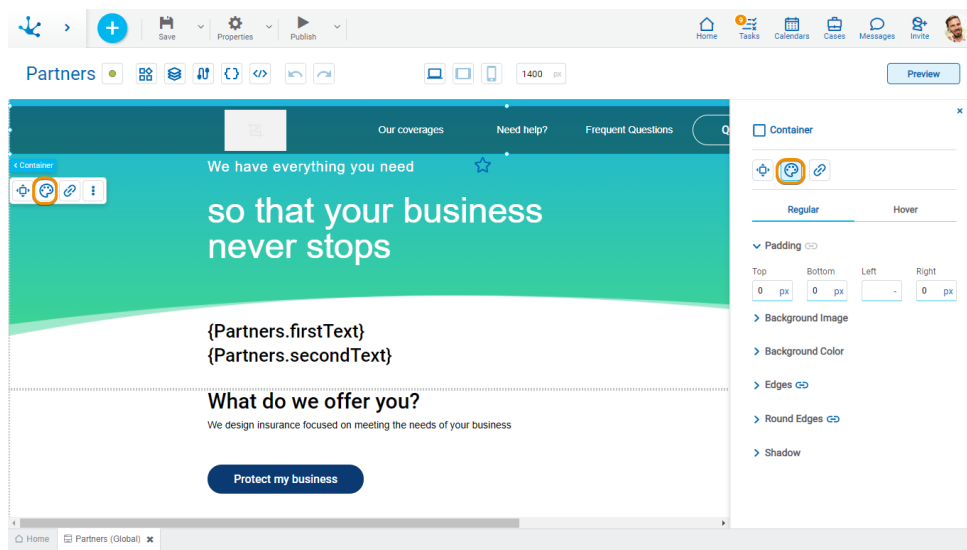 Save
Properties
Publish
Home
9
Tasks
Calendars
Cases
Messages
Invite
Partners
1400 px
Preview
Our coverages
Need help?
Frequent Questions
Q
< Container
We have everything you need
so that your business
never stops
{Partners.firstText}
{Partners.secondText}
What do we offer you?
We design insurance focused on meeting the needs of your business
Protect my business
×
Container
Regular
Hover
Padding
Top
Bottom
Left
Right
0 px
0 px
-
0 px
Background Image
Background Color
Edges
Round Edges
Shadow
Home
Partners (Global)